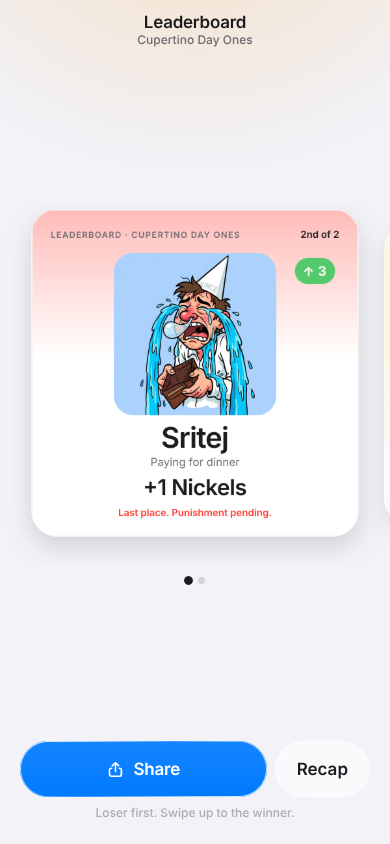 Leaderboard
Cupertino Day Ones
LEADERBOARD · CUPERTINO DAY ONES
2nd of 2
↑ 3
Sritej
Paying for dinner
+1 Nickels
Last place. Punishment pending.
Share
Recap
Loser first. Swipe up to the winner.